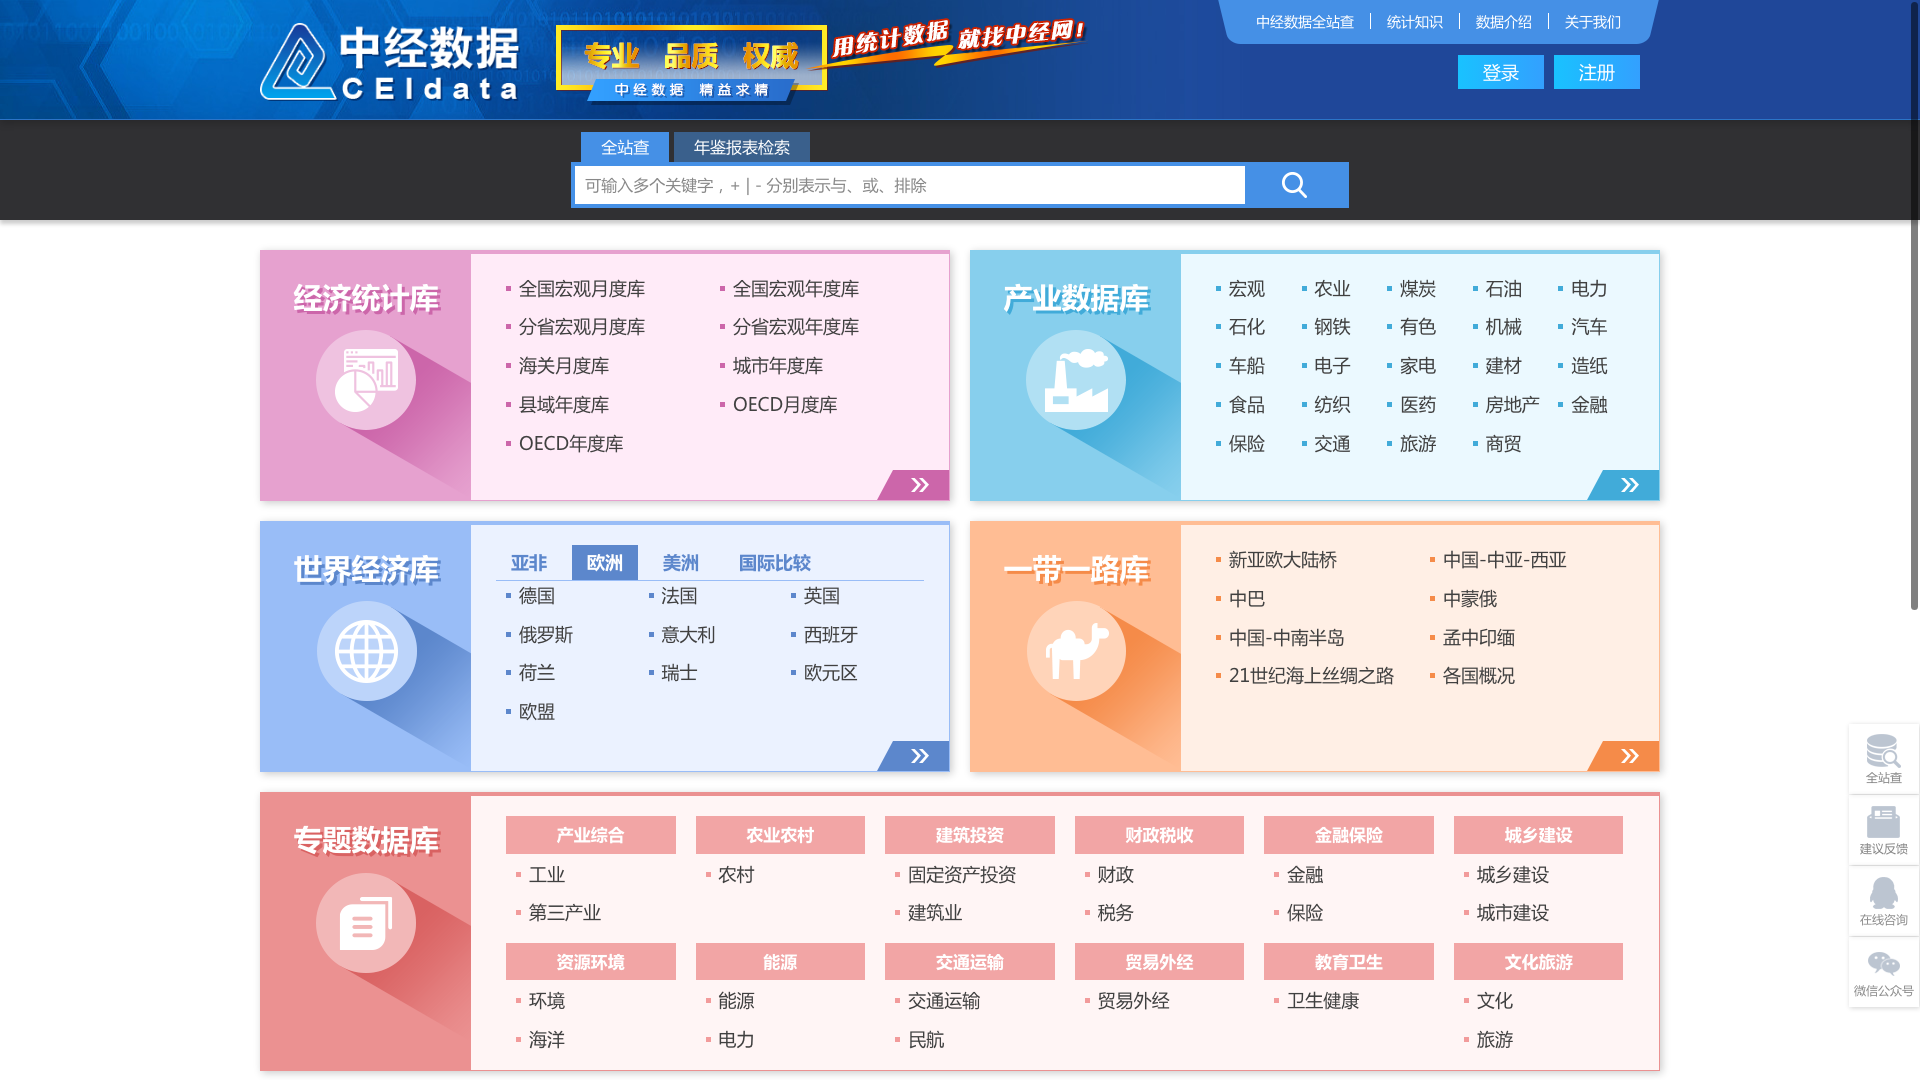 中经数据全站查 统计知识 数据介绍 关于我们
中经数据
CEIdata
专业 品质 权威
中经数据 精益求精
用统计数据 就找中经网!
登录 注册
全站查 年鉴报表检索
可输入多个关键字，+ | - 分别表示与、或、排除
经济统计库
全国宏观月度库 全国宏观年度库
分省宏观月度库 分省宏观年度库
海关月度库 城市年度库
县域年度库 OECD月度库
OECD年度库
产业数据库
宏观 农业 煤炭 石油 电力
石化 钢铁 有色 机械 汽车
车船 电子 家电 建材 造纸
食品 纺织 医药 房地产 金融
保险 交通 旅游 商贸
世界经济库
亚非 欧洲 美洲 国际比较
德国 法国 英国
俄罗斯 意大利 西班牙
荷兰 瑞士 欧元区
欧盟
一带一路库
新亚欧大陆桥 中国-中亚-西亚
中巴 中蒙俄
中国-中南半岛 孟中印缅
21世纪海上丝绸之路 各国概况
专题数据库
产业综合 农业农村 建筑投资 财政税收 金融保险 城乡建设
工业 农村 固定资产投资 财政 金融 城乡建设
第三产业 建筑业 税务 保险 城市建设
资源环境 能源 交通运输 贸易外经 教育卫生 文化旅游
环境 能源 交通运输 贸易外经 卫生健康 文化
海洋 电力 民航 旅游
全站查
建议反馈
在线咨询
微信公众号